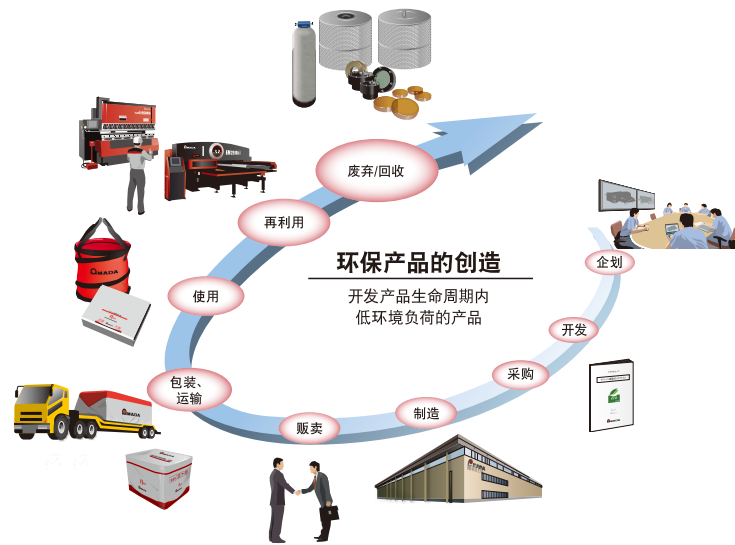 环保产品的创造
开发产品生命周期内
低环境负荷的产品
企划
开发
采购
制造
贩卖
包装、
运输
使用
再利用
废弃/回收
AMADA
AMADA
AMADA